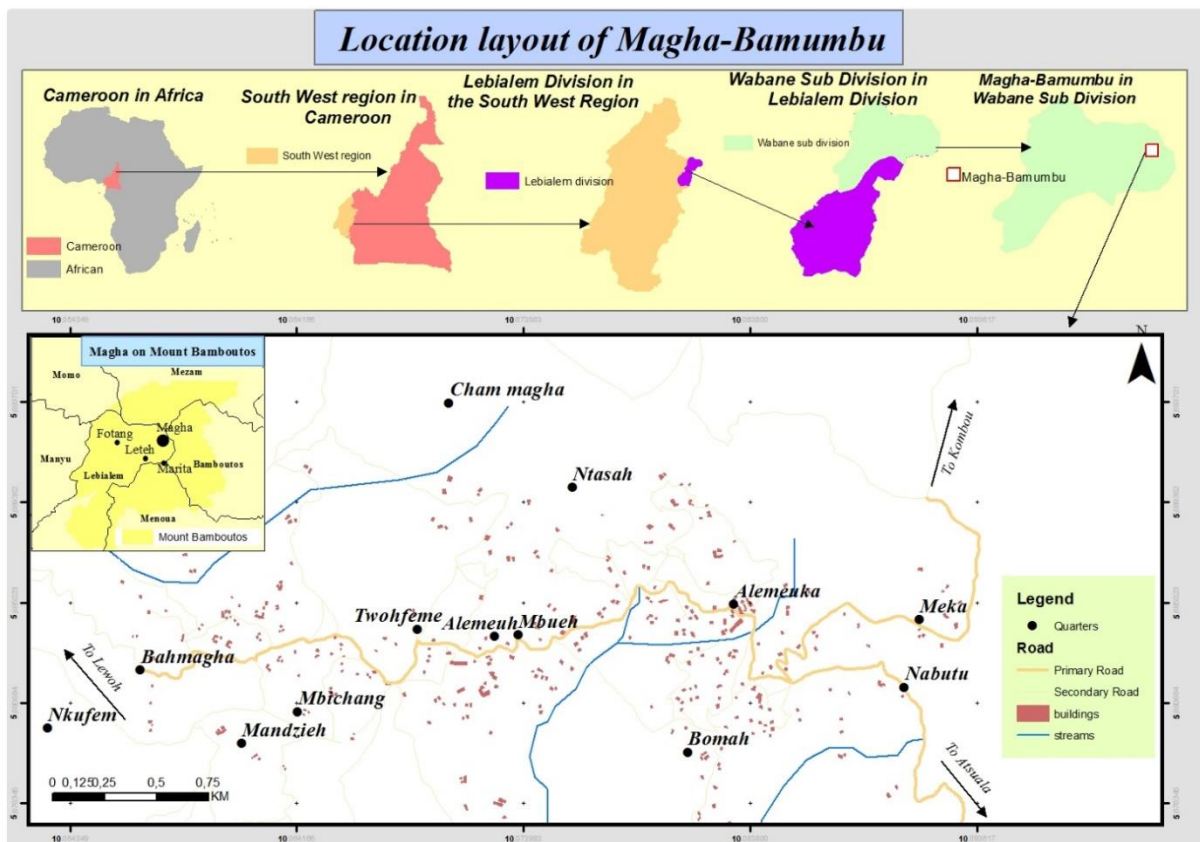 Location layout of Magha-Bamumbu
Cameroon in Africa
South West region in
Cameroon
Lebialem Division in
the South West Region
Wabane Sub Division in
Lebialem Division
Magha-Bamumbu in
Wabane Sub Division
South West region
Lebialem division
Wabane sub division
Magha-Bamumbu
Cameroon
African
N
Magha on Mount Bamboutos
Momo
Mezam
Fotang
Magha
Leteh
Manyu
Marita
Bamboutos
Lebialem
Menoua
Mount Bamboutos
Cham magha
Ntasah
To Kombou
Alemeuka
Meka
Twohfeme
Alemeuh
Mbueh
Bahmagha
To Lewoh
Nabutu
Mbichang
Nkufem
Mandzieh
Bomah
To Atsuala
0 0,125 0,25 0,5 0,75
KM
Legend
Quarters
Road
Primary Road
Secondary Road
buildings
streams